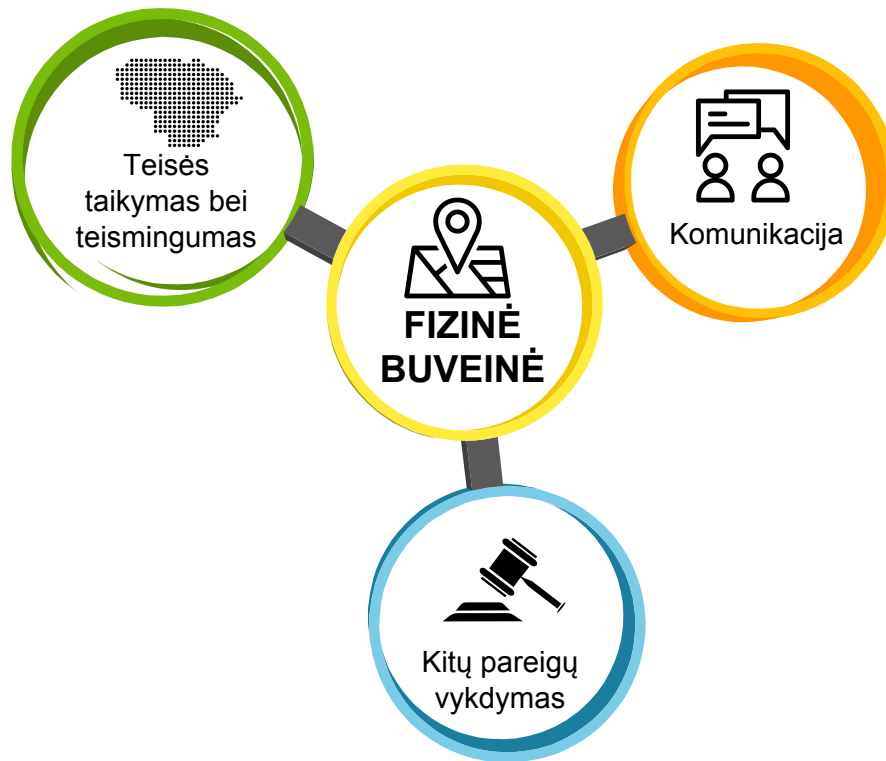 Teisės
taikymas bei
teismingumas
Komunikacija
FIZINĖ
BUVEINĖ
Kitų pareigų
vykdymas